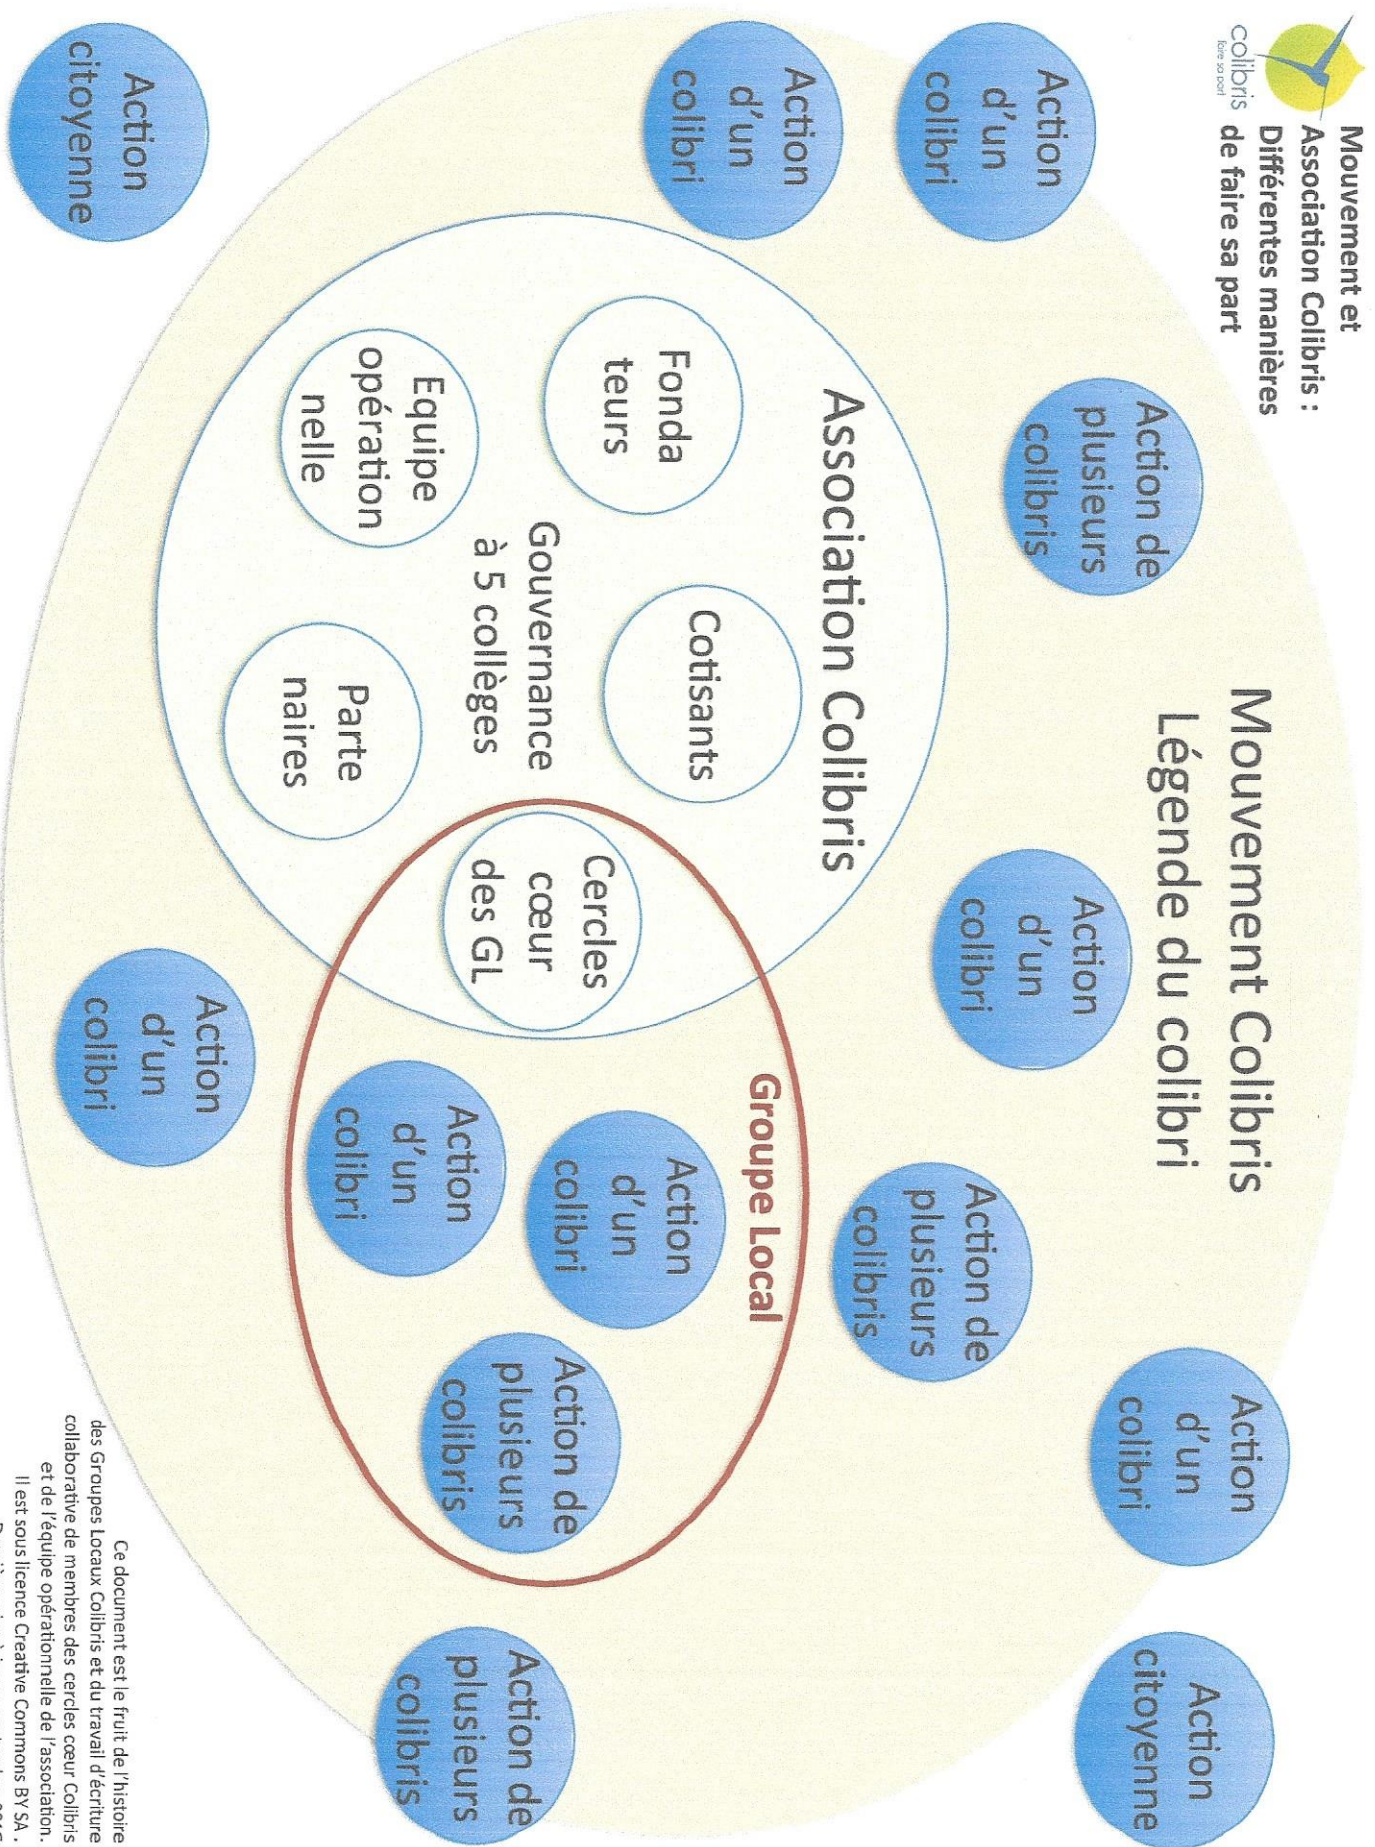 colibris
faire sa part
Mouvement et
Association Colibris :
Différentes manières
de faire sa part
Mouvement Colibris
Légende du colibri
Action
d'un
colibri
Action
d'un
colibri
Action de
plusieurs
colibris
Action
d'un
colibri
Action de
plusieurs
colibris
Action
d'un
colibri
Action
citoyenne
Association Colibris
Fonda
teurs
Cotisants
Equipe
opération
nelle
Gouvernance
à 5 collèges
Parte
naires
Cercles
cœur
des GL
Groupe Local
Action
d'un
colibri
Action
d'un
colibri
Action de
plusieurs
colibris
Action
citoyenne
Action
d'un
colibri
Action de
plusieurs
colibris
Ce document est le fruit de l'histoire
des Groupes Locaux Colibris et du travail d'écriture
collaborative de membres des cercles cœur Colibris
et de l'équipe opérationnelle de l'association.
Il est sous licence Creative Commons BY SA .